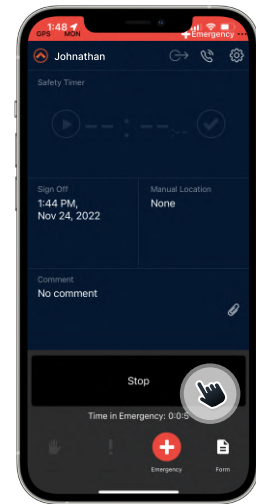 1:48
GPS MON
Emergency
Johnathan
Safety Timer
-- : --
Sign Off
Manual Location
1:44 PM,
Nov 24, 2022
None
Comment
No comment
Stop
Time in Emergency: 0:0:5
Emergency
Form